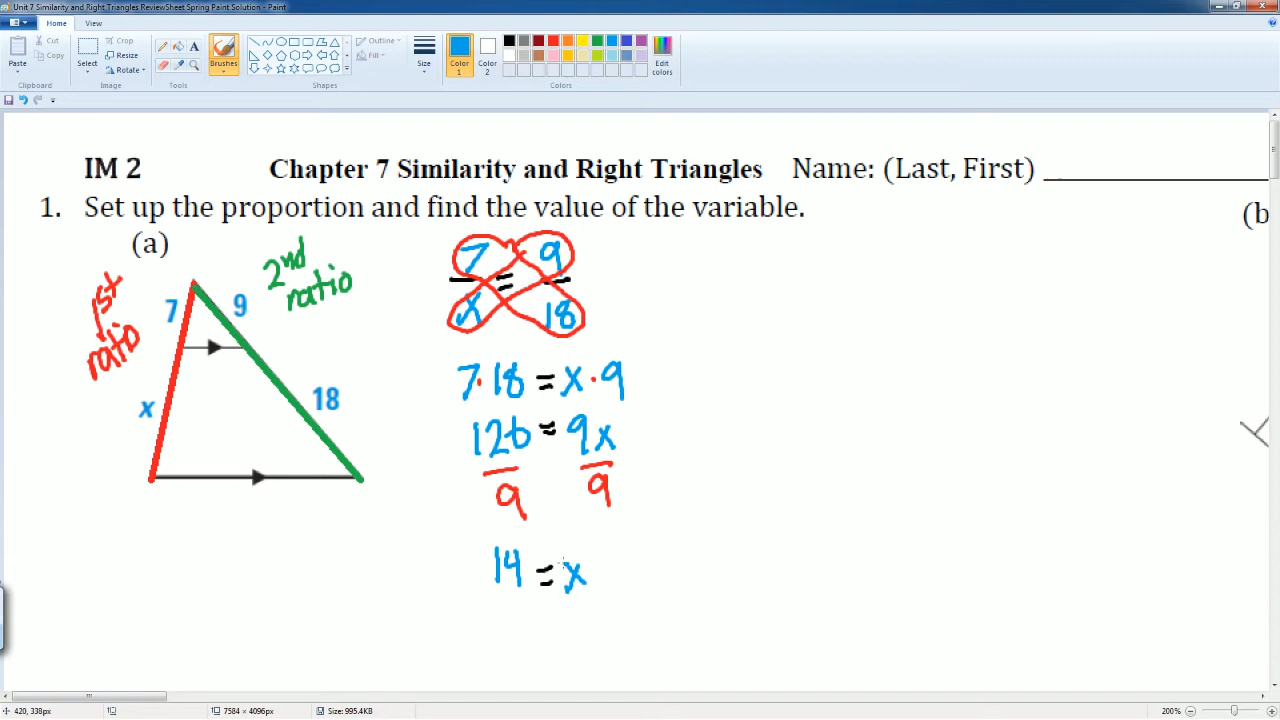 Unit 7 Similarity and Right Triangles ReviewSheet Spring Paint Solution - Paint
Home View
Paste
Cut
Copy
Clipboard
Select
Crop
Resize
Rotate
Image
A
Tools
Brushes
Outline
Fill
Shapes
Size
Color 1
Color 2
Edit colors
Colors
IM 2 Chapter 7 Similarity and Right Triangles Name: (Last, First)
1. Set up the proportion and find the value of the variable.
(a)
(b
1st ratio
2nd ratio
7
9
x
18
7 = 9
x 18
7·18 = x·9
126 = 9x
9 9
14 = x
420, 338px
7584 × 4096px
Size: 995.4KB
200%